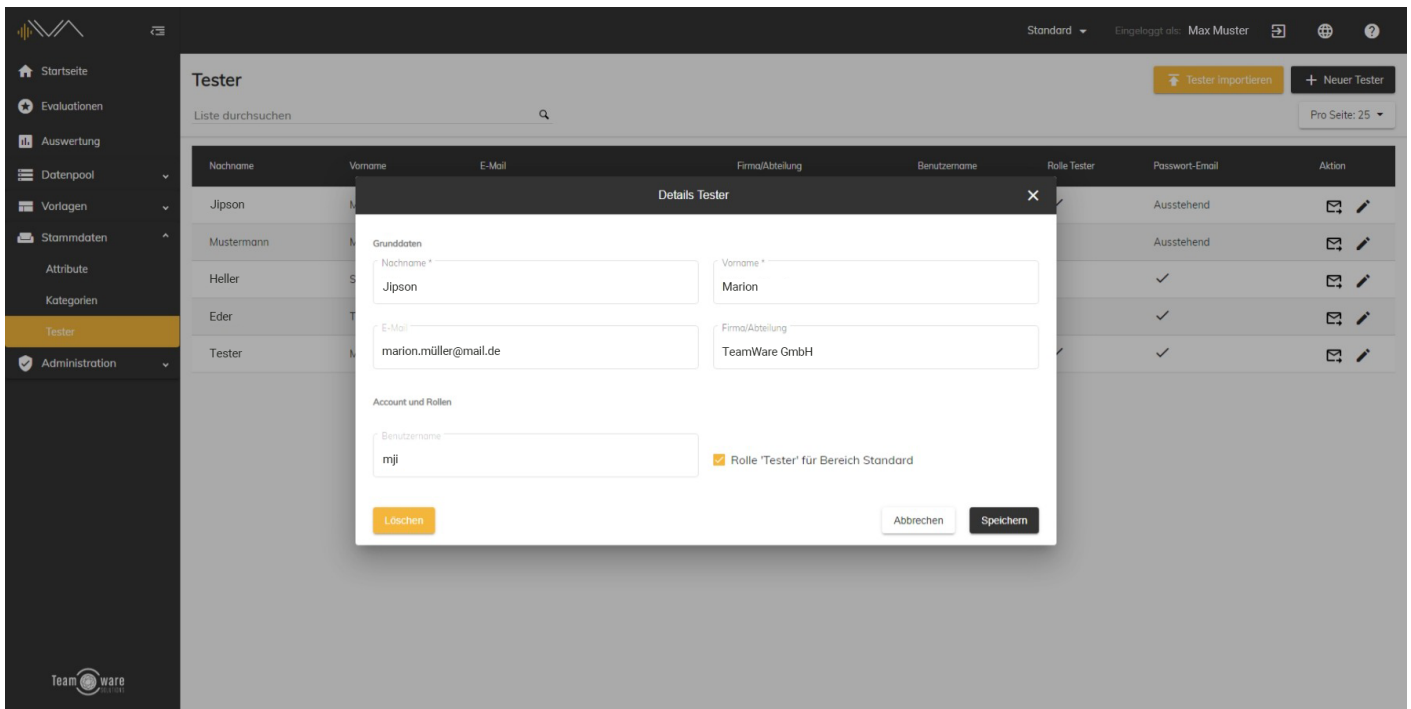 Standard Eingeloggt als: Max Muster
Startseite
Evaluationen
Auswertung
Datenpool
Vorlagen
Stammdaten
Attribute
Kategorien
Tester
Administration
Team ware
SOLUTIONS
Tester
Tester importieren
+ Neuer Tester
Liste durchsuchen
Pro Seite: 25
Nachname Vorname E-Mail Firma/Abteilung Benutzername Rolle Tester Passwort-Email Aktion
Jipson M Ausstehend
Mustermann M Ausstehend
Heller S
Eder T
Tester M
Details Tester
Grunddaten
Nachname * Vorname *
Jipson Marion
E-Mail Firma/Abteilung
marion.müller@mail.de TeamWare GmbH
Account und Rollen
Benutzername
mji Rolle 'Tester' für Bereich Standard
Löschen Abbrechen Speichern